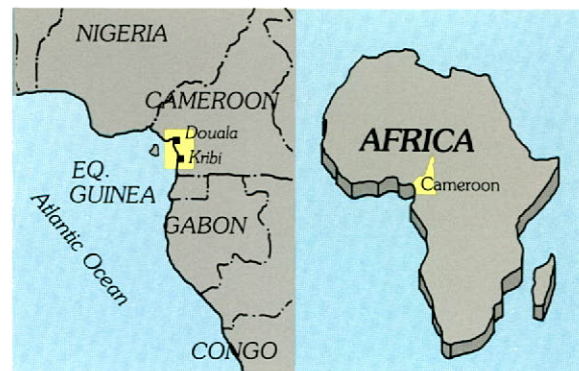 NIGERIA
CAMEROON
Douala
Kribi
EQ.
GUINEA
GABON
Atlantic Ocean
CONGO
AFRICA
Cameroon